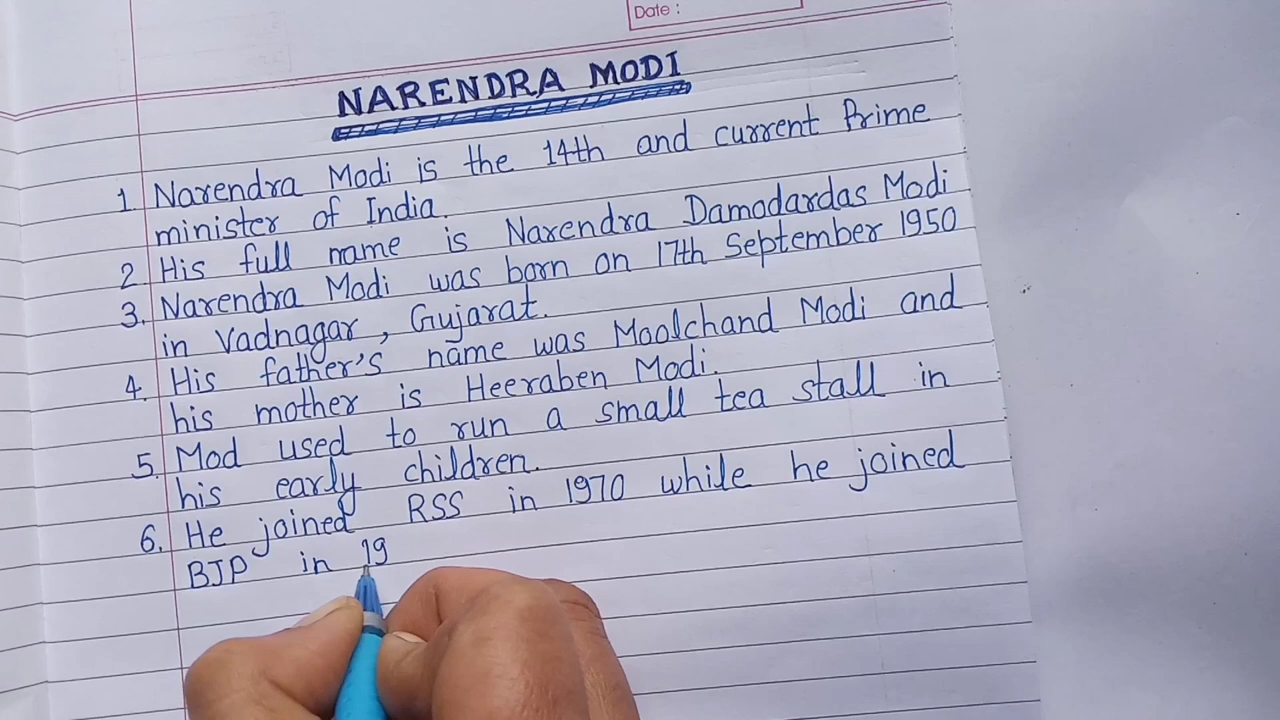 Date :
NARENDRA MODI
1. Narendra Modi is the 14th and current Prime
minister of India.
2. His full name is Narendra Damodardas Modi
3. Narendra Modi was born on 17th September 1950
in Vadnagar, Gujarat.
4. His father's name was Moolchand Modi and
his mother is Heeraben Modi.
5. Mod used to run a small tea stall in
his early children.
6. He joined RSS in 1970 while he joined
BJP in 19